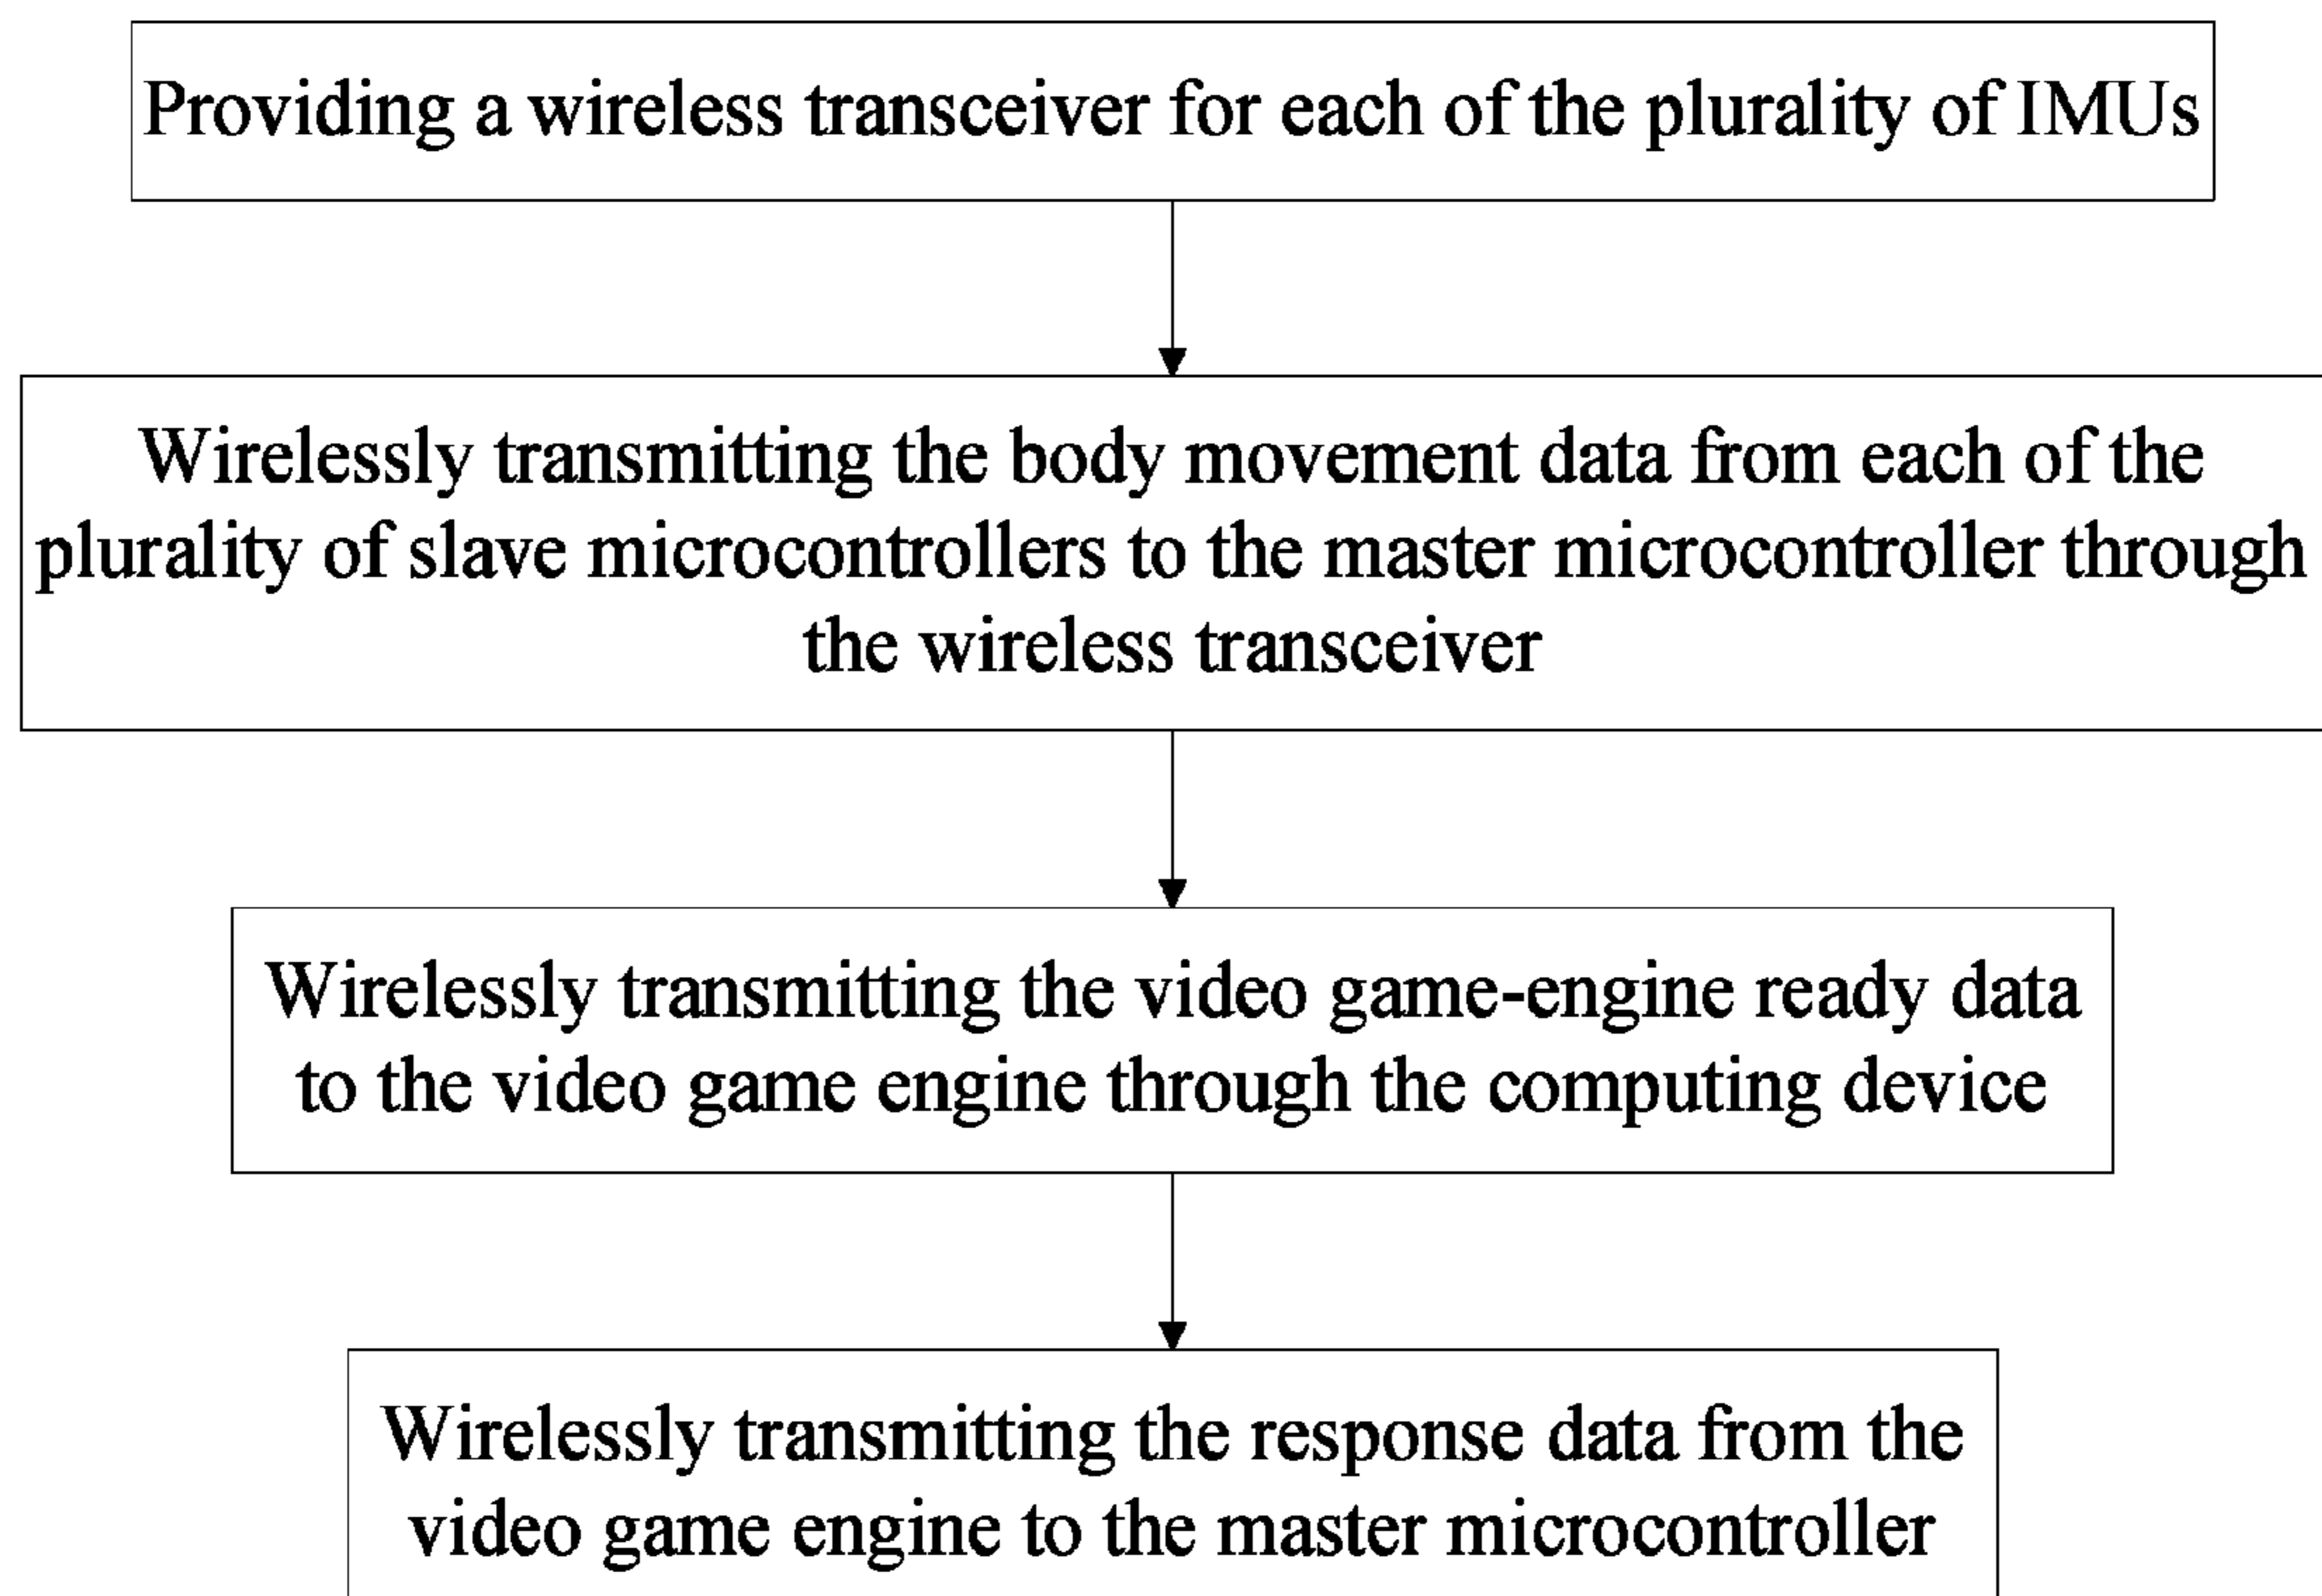 Providing a wireless transceiver for each of the plurality of IMUs
Wirelessly transmitting the body movement data from each of the
plurality of slave microcontrollers to the master microcontroller through
the wireless transceiver
Wirelessly transmitting the video game-engine ready data
to the video game engine through the computing device
Wirelessly transmitting the response data from the
video game engine to the master microcontroller